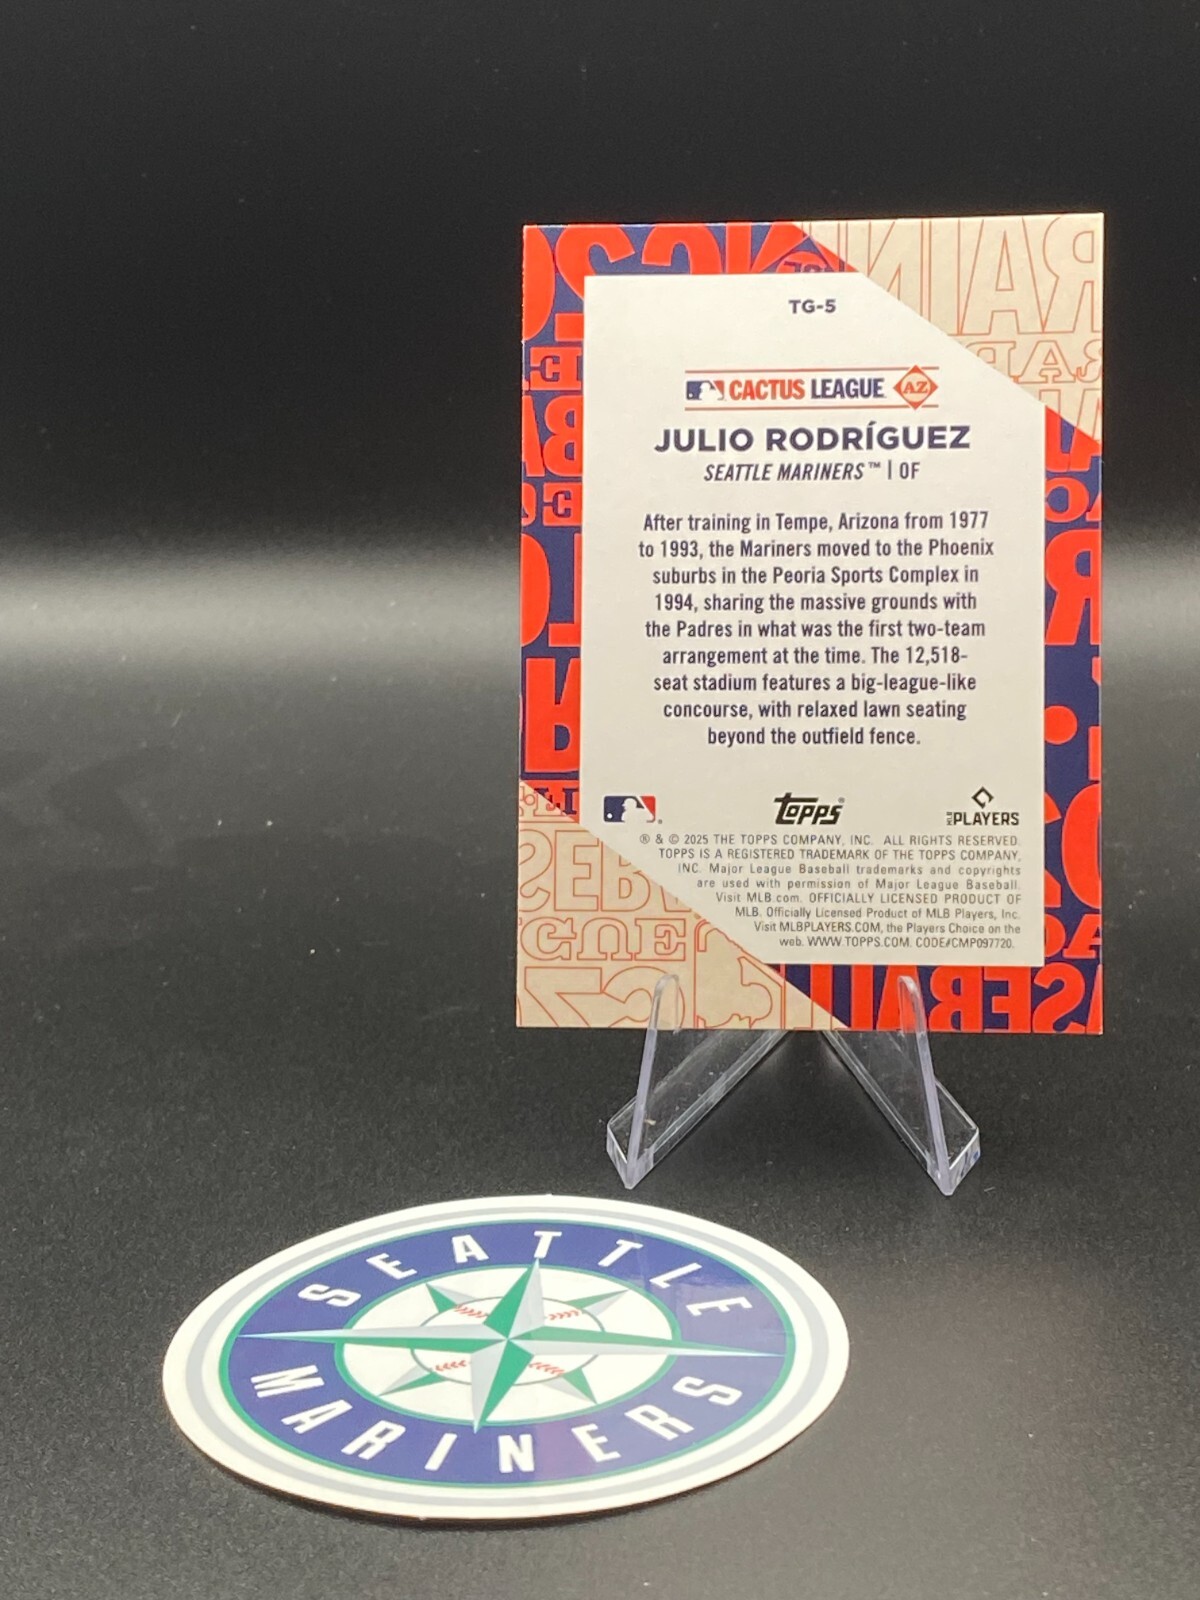 TG-5
CACTUS LEAGUE AZ
JULIO RODRÍGUEZ
SEATTLE MARINERS™ | OF
After training in Tempe, Arizona from 1977
to 1993, the Mariners moved to the Phoenix
suburbs in the Peoria Sports Complex in
1994, sharing the massive grounds with
the Padres in what was the first two-team
arrangement at the time. The 12,518-
seat stadium features a big-league-like
concourse, with relaxed lawn seating
beyond the outfield fence.
topps®
MLB PLAYERS
® & © 2025 THE TOPPS COMPANY, INC. ALL RIGHTS RESERVED.
TOPPS IS A REGISTERED TRADEMARK OF THE TOPPS COMPANY,
INC. Major League Baseball trademarks and copyrights
are used with permission of Major League Baseball.
Visit MLB.com. OFFICIALLY LICENSED PRODUCT OF
MLB. Officially Licensed Product of MLB Players, Inc.
Visit MLBPLAYERS.COM, the Players Choice on the
web. WWW.TOPPS.COM. CODE#CMP097720.
SEATTLE
MARINERS